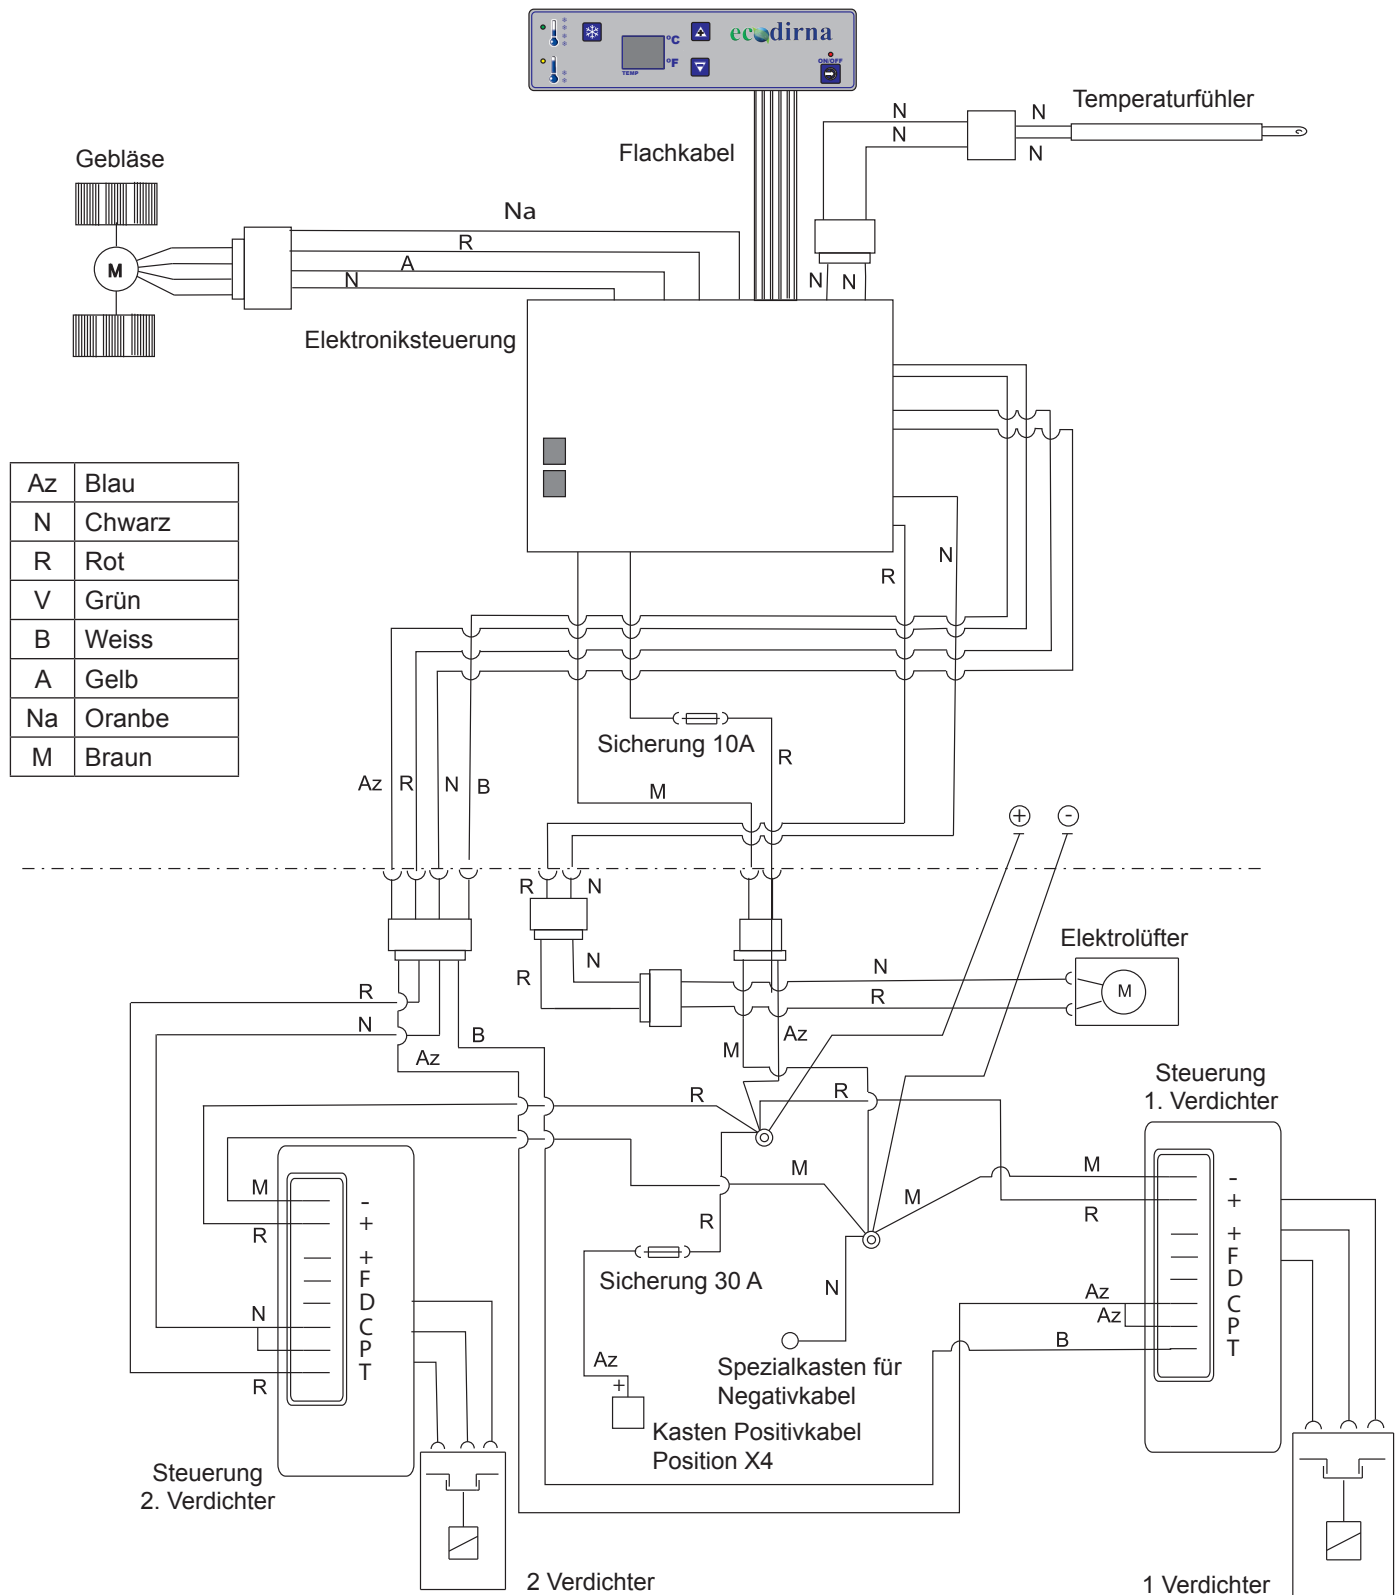 ecodirna
°C
°F
TEMP
ON/OFF
Temperaturfühler
N
N
N
N
Flachkabel
Gebläse
Na
R
A
N
M
N
N
Elektroniksteuerung
Az Blau
N Chwarz
R Rot
V Grün
B Weiss
A Gelb
Na Oranbe
M Braun
R
N
Sicherung 10A
R
Az
R
N
B
M
+
-
R
N
Elektrolüfter
R
N
N
R
M
R
N
Az
B
M
Az
Steuerung
1. Verdichter
R
R
M
M
M
R
M
R
-
+
+
F
D
C
P
T
M
R
N
R
-
+
+
F
D
C
P
T
R
Sicherung 30 A
N
Az
Az
B
Az
+
Spezialkasten für
Negativkabel
Kasten Positivkabel
Position X4
Steuerung
2. Verdichter
2 Verdichter
1 Verdichter